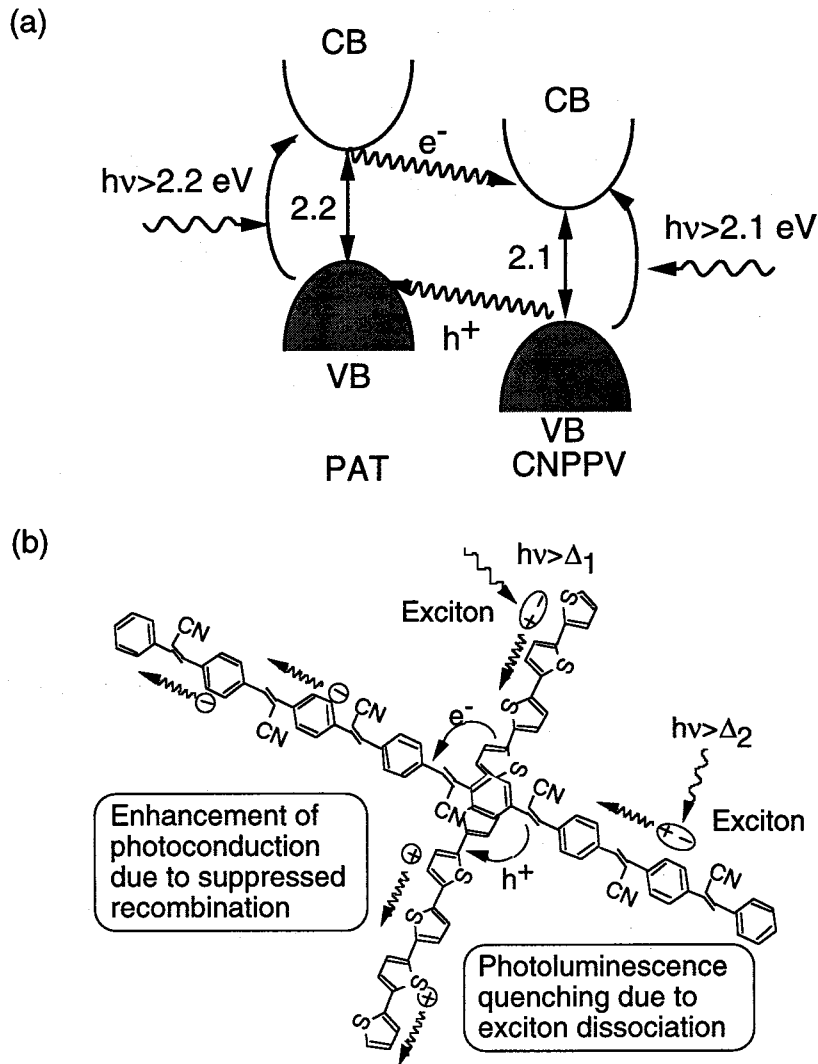 (a)
CB
CB
e-
hν>2.2 eV
2.2
hν>2.1 eV
2.1
h+
VB
VB
PAT
CNPPV
(b)
hν>Δ1
Exciton
+ −
S
S
S
S
CN
CN
CN
CN
−
−
e-
hν>Δ2
+ −
Exciton
CN
CN
CN
CN
h+
Enhancement of
photoconduction
due to suppressed
recombination
+
S
S
S
S
+
Photoluminescence
quenching due to
exciton dissociation